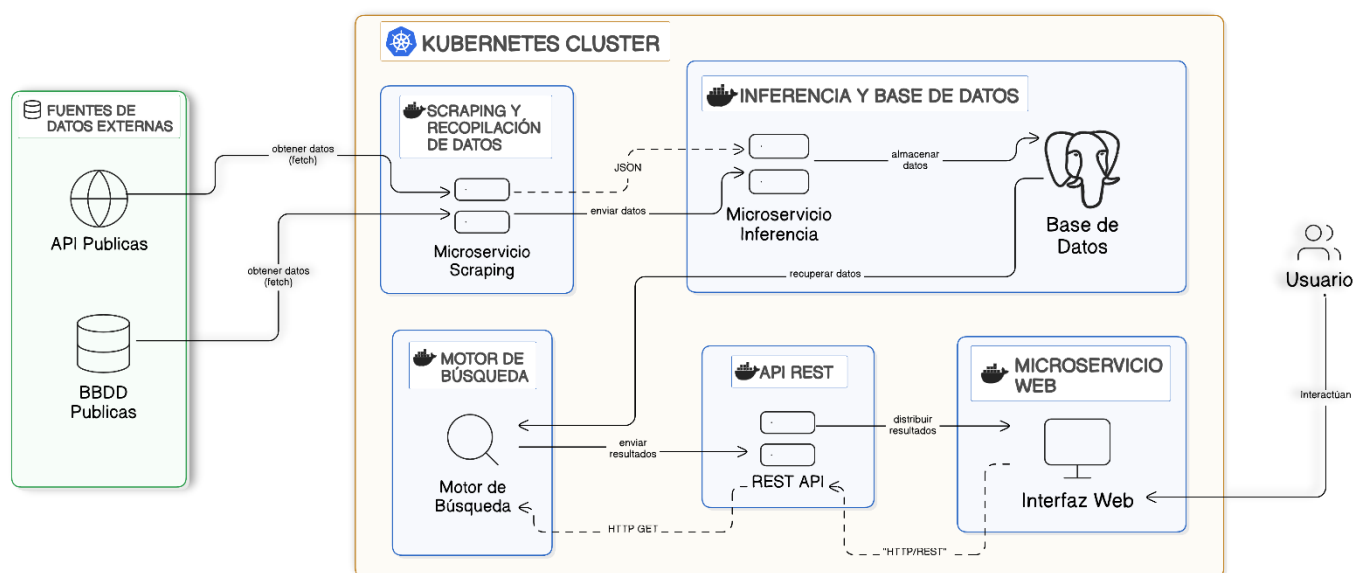 KUBERNETES CLUSTER
FUENTES DE
DATOS EXTERNAS
API Publicas
BBDD
Publicas
obtener datos
(fetch)
obtener datos
(fetch)
SCRAPING Y
RECOPILACIÓN
DE DATOS
Microservicio
Scraping
JSON
enviar datos
INFERENCIA Y BASE DE DATOS
Microservicio
Inferencia
almacenar
datos
Base de
Datos
recuperar datos
MOTOR DE
BÚSQUEDA
Motor de
Búsqueda
enviar
resultados
HTTP GET
API REST
REST API
distribuir
resultados
"HTTP/REST"
MICROSERVICIO
WEB
Interfaz Web
Usuario
Interactúan